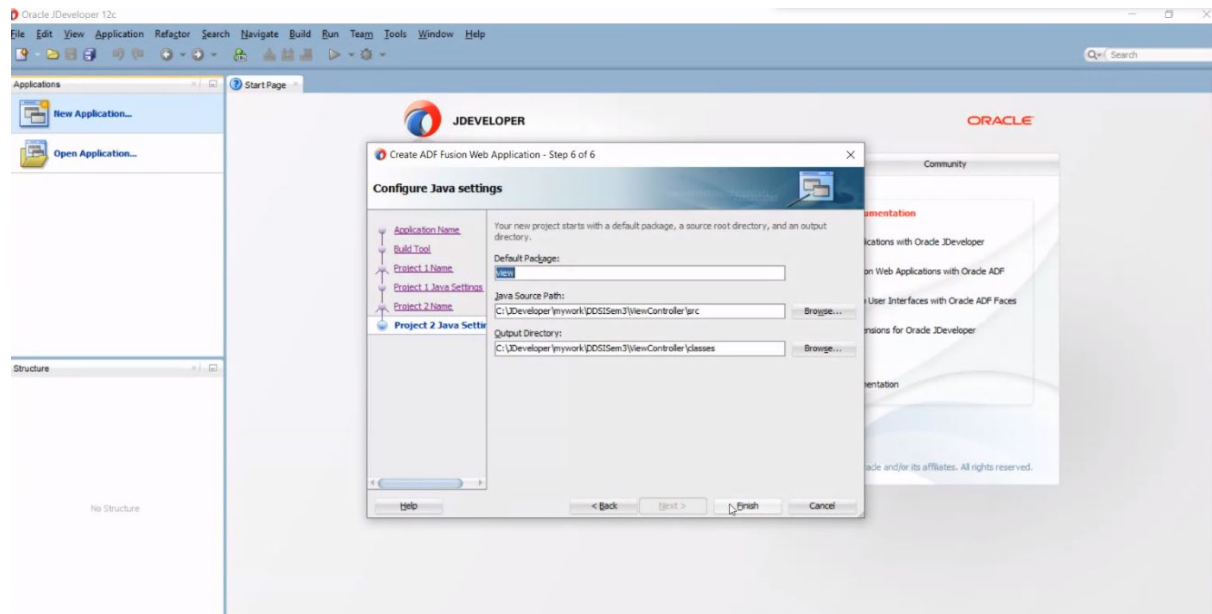 Oracle JDeveloper 12c
File Edit View Application Refactor Search Navigate Build Run Team Tools Window Help
Search
Applications
Start Page
New Application...
Open Application...
JDEVELOPER
ORACLE
Community
Create ADF Fusion Web Application - Step 6 of 6
Configure Java settings
Application Name
Build Tool
Project 1 Name
Project 1 Java Settings
Project 2 Name
Project 2 Java Settin
Your new project starts with a default package, a source root directory, and an output
directory.
Default Package:
view
Java Source Path:
C:\JDeveloper\mywork\DDSISem3\ViewController\src
Browse...
Output Directory:
C:\JDeveloper\mywork\DDSISem3\ViewController\classes
Browse...
Help
< Back
Next >
Finish
Cancel
umentation
ications with Oracle JDeveloper
on Web Applications with Oracle ADF
User Interfaces with Oracle ADF Faces
nsions for Oracle JDeveloper
mentation
acle and/or its affiliates. All rights reserved.
Structure
No Structure